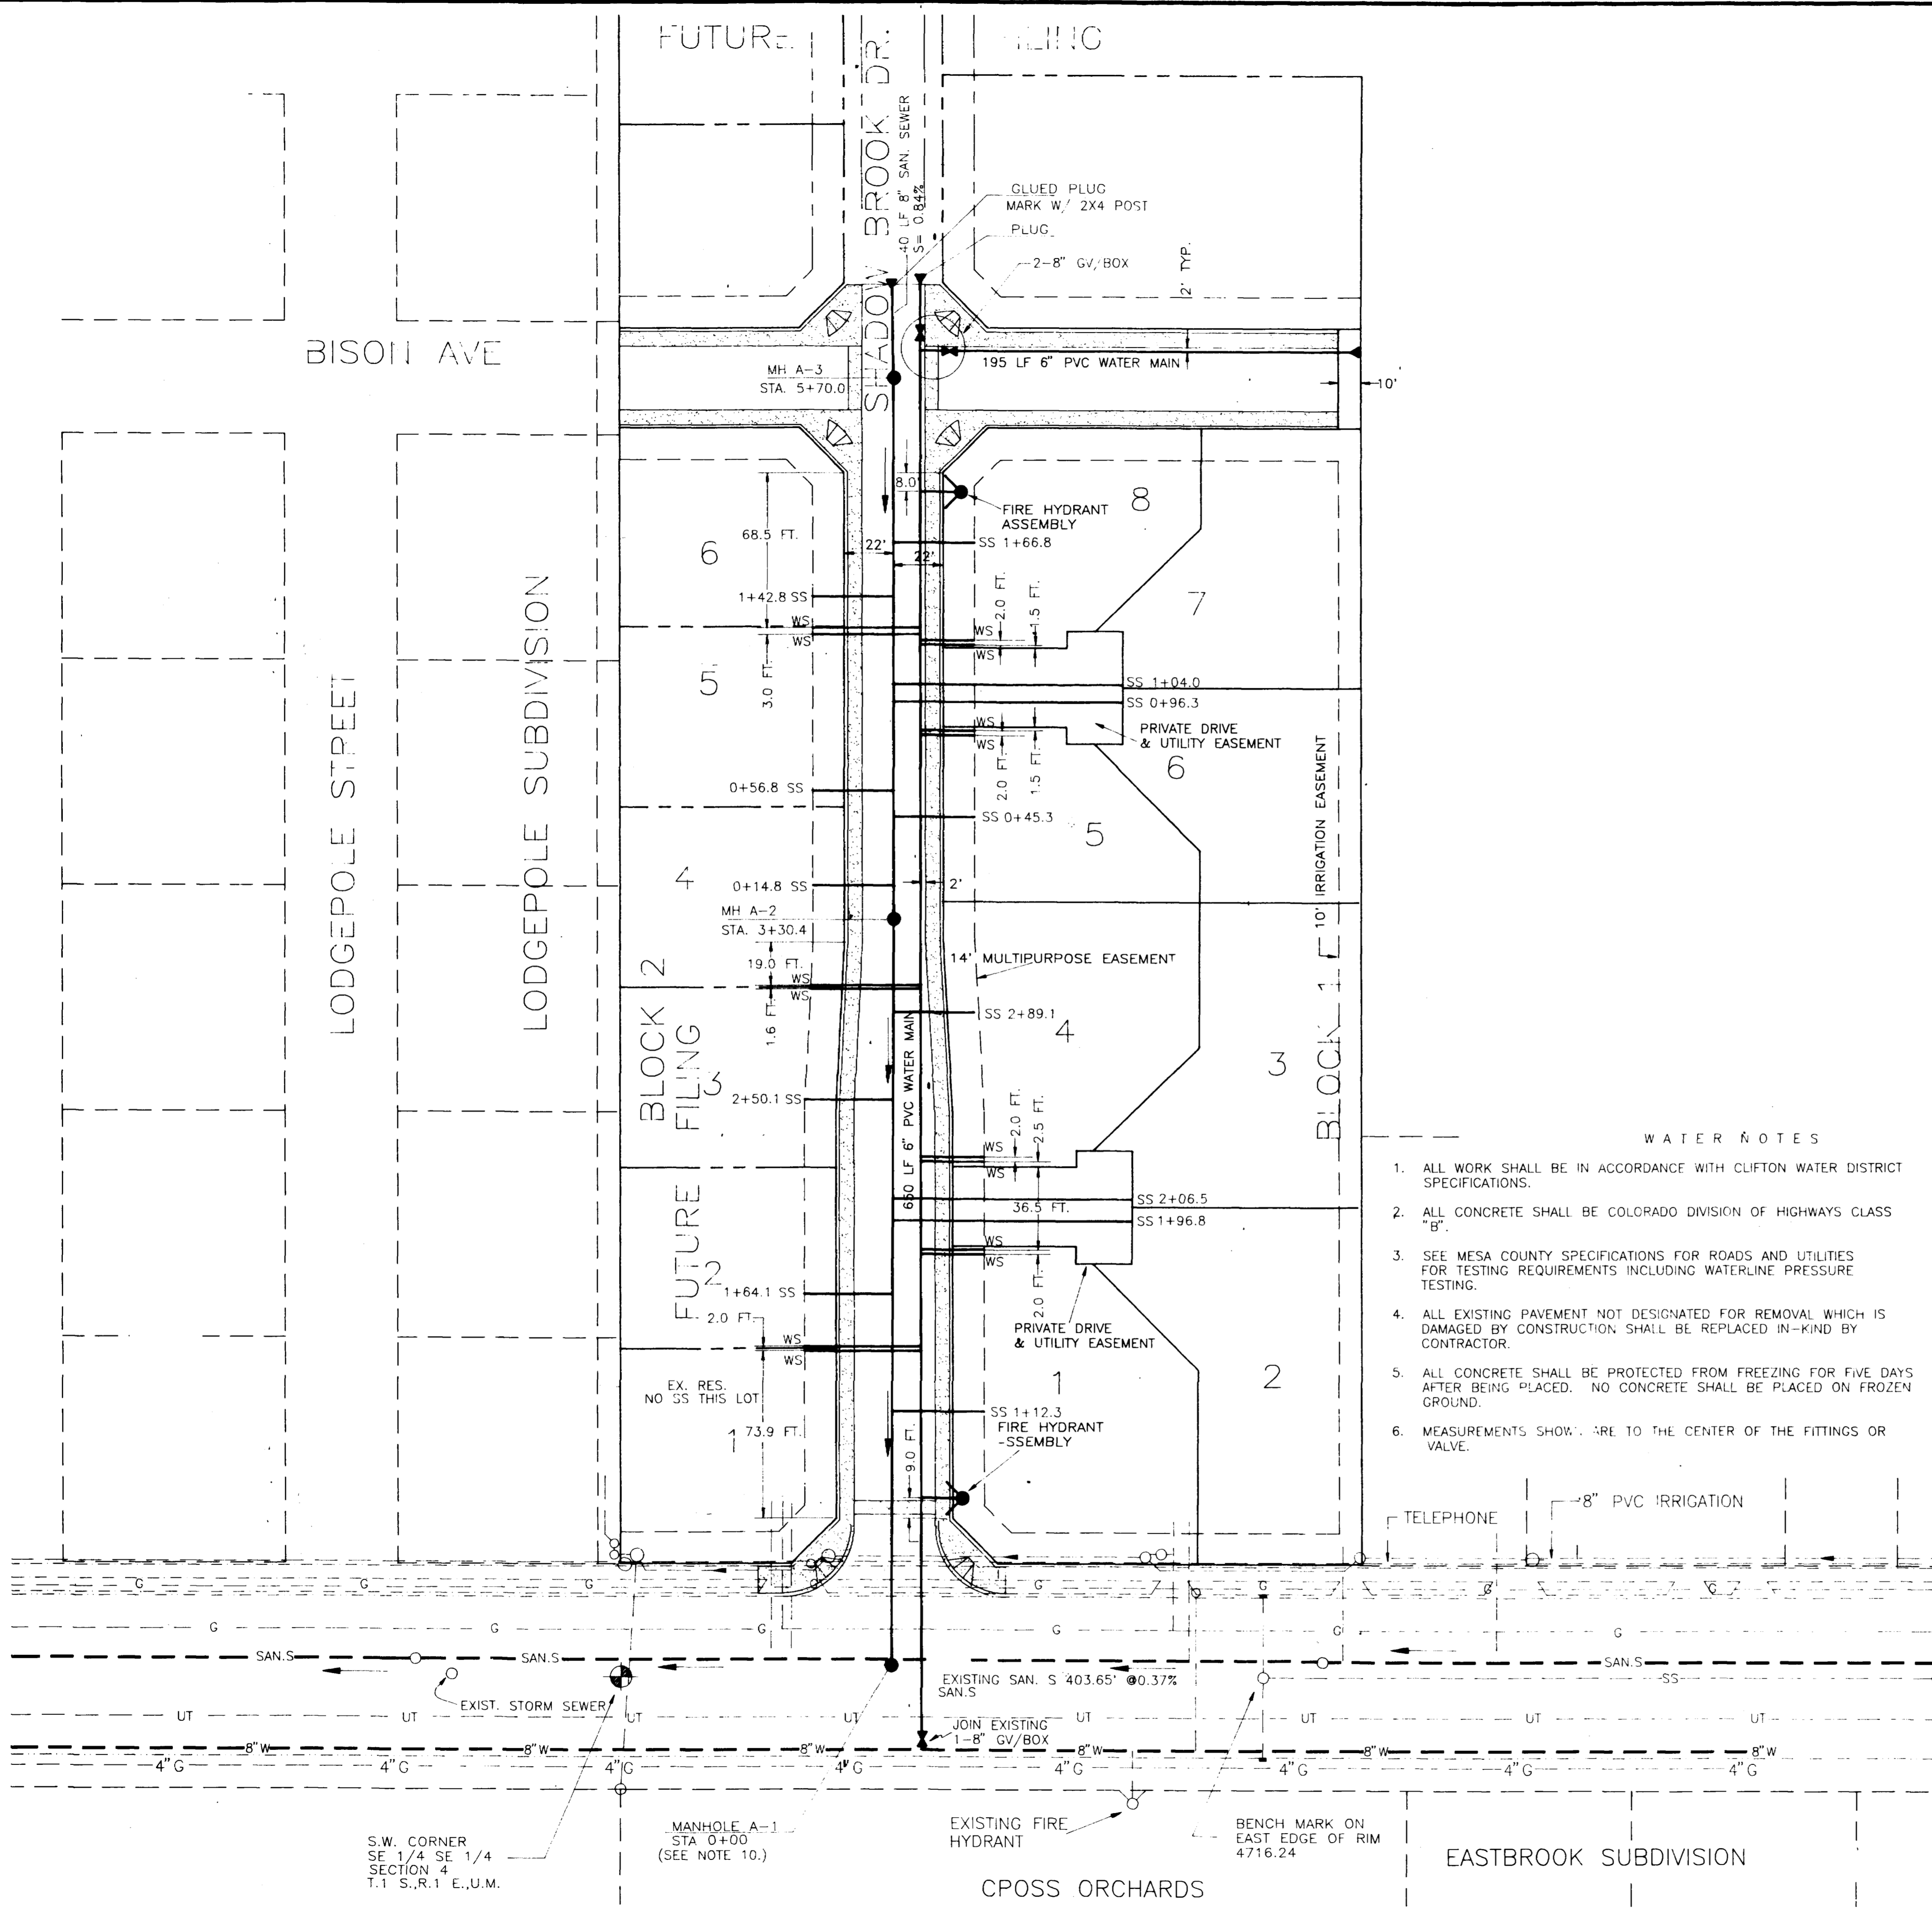 FUTURE
SHADOW BROOK DR.
40 LF 8" SAN. SEWER
S= 0.84%
GLUED PLUG
MARK W/ 2X4 POST
PLUG
2-8" GV/BOX
2' TYP.
BISON AVE
195 LF 6" PVC WATER MAIN
MH A-3
STA. 5+70.0
10'
8.0'
FIRE HYDRANT
ASSEMBLY
8
68.5 FT.
6
22'
22'
SS 1+66.8
1+42.8 SS
2.0 FT.
1.5 FT.
7
WS
WS
WS
WS
3.0 FT.
5
SS 1+04.0
SS 0+96.3
WS
WS
PRIVATE DRIVE
& UTILITY EASEMENT
2.0 FT.
1.5 FT.
6
LODGEPOLE STREET
LODGEPOLE SUBDIVISION
10' IRRIGATION EASEMENT
0+56.8 SS
SS 0+45.3
5
4
0+14.8 SS
2'
MH A-2
STA. 3+30.4
19.0 FT.
14' MULTIPURPOSE EASEMENT
WS
WS
1.6 FT.
BLOCK 2
FUTURE FILING
SS 2+89.1
4
3
BLOCK 1
3
2+50.1 SS
650 LF 6" PVC WATER MAIN
2.0 FT.
2.5 FT.
WS
WS
SS 2+06.5
36.5 FT.
SS 1+96.8
WS
WS
2
1+64.1 SS
2.0 FT.
2.0 FT.
PRIVATE DRIVE
& UTILITY EASEMENT
WS
WS
EX. RES.
NO SS THIS LOT
1
2
SS 1+12.3
FIRE HYDRANT
-SSEMBLY
1
73.9 FT.
9.0 FT.
WATER NOTES
1. ALL WORK SHALL BE IN ACCORDANCE WITH CLIFTON WATER DISTRICT
SPECIFICATIONS.
2. ALL CONCRETE SHALL BE COLORADO DIVISION OF HIGHWAYS CLASS
"B".
3. SEE MESA COUNTY SPECIFICATIONS FOR ROADS AND UTILITIES
FOR TESTING REQUIREMENTS INCLUDING WATERLINE PRESSURE
TESTING.
4. ALL EXISTING PAVEMENT NOT DESIGNATED FOR REMOVAL WHICH IS
DAMAGED BY CONSTRUCTION SHALL BE REPLACED IN-KIND BY
CONTRACTOR.
5. ALL CONCRETE SHALL BE PROTECTED FROM FREEZING FOR FIVE DAYS
AFTER BEING PLACED. NO CONCRETE SHALL BE PLACED ON FROZEN
GROUND.
6. MEASUREMENTS SHOW ARE TO THE CENTER OF THE FITTINGS OR
VALVE.
TELEPHONE
8" PVC IRRIGATION
G G G G G G G
G G G G G G
SAN.S SAN.S SAN.S
EXISTING SAN. S 403.65' @0.37%
SAN.S
SS
EXIST. STORM SEWER
UT UT UT UT UT UT UT UT
JOIN EXISTING
1-8" GV/BOX
8"W 8"W 8"W 8"W 8"W 8"W
4"G 4"G 4"G 4" 4"G 4"G 4"G 4"G
S.W. CORNER
SE 1/4 SE 1/4
SECTION 4
T.1 S.,R.1 E.,U.M.
MANHOLE A-1
STA 0+00
(SEE NOTE 10.)
EXISTING FIRE
HYDRANT
BENCH MARK ON
EAST EDGE OF RIM
4716.24
CPOSS ORCHARDS
EASTBROOK SUBDIVISION